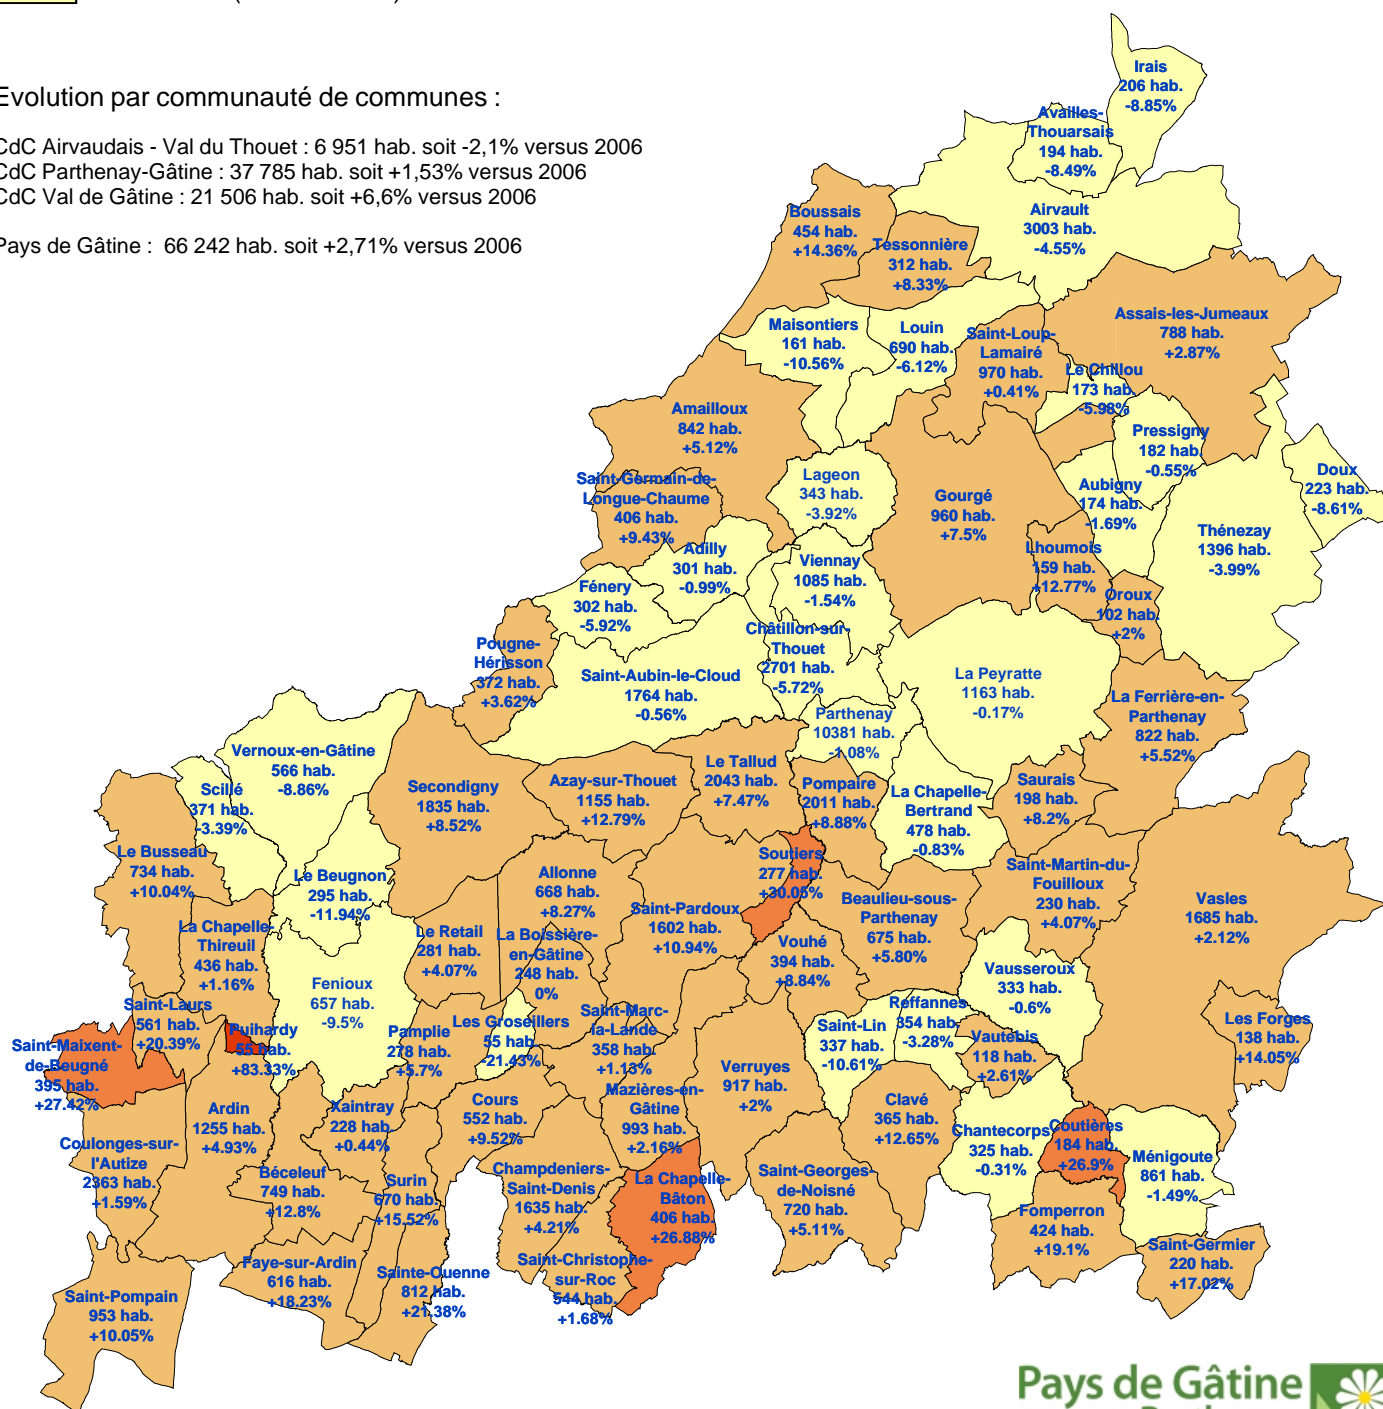 Evolution par communauté de communes :
CdC Airvaudais - Val du Thouet : 6 951 hab. soit -2,1% versus 2006
CdC Parthenay-Gâtine : 37 785 hab. soit +1,53% versus 2006
CdC Val de Gâtine : 21 506 hab. soit +6,6% versus 2006
Pays de Gâtine : 66 242 hab. soit +2,71% versus 2006
Irais
206 hab.
-8.85%
Availles-
Thouarsais
194 hab.
-8.49%
Airvault
3003 hab.
-4.55%
Boussais
454 hab.
+14.36%
Tessonnière
312 hab.
+8.33%
Assais-les-Jumeaux
788 hab.
+2.87%
Maisontiers
161 hab.
-10.56%
Louin
690 hab.
-6.12%
Saint-Loup-
Lamairé
970 hab.
+0.41%
Le Chillou
173 hab.
-5.98%
Amailloux
842 hab.
+5.12%
Pressigny
182 hab.
-0.55%
Doux
223 hab.
-8.61%
Saint-Germain-de-
Longue-Chaume
406 hab.
+9.43%
Lageon
343 hab.
-3.92%
Gourgé
960 hab.
+7.5%
Aubigny
174 hab.
-1.69%
Thénezay
1396 hab.
-3.99%
Adilly
301 hab.
-0.99%
Viennay
1085 hab.
-1.54%
Lhoumois
159 hab.
+12.77%
Fénery
302 hab.
-5.92%
Oroux
102 hab.
+2%
Pougne-
Hérisson
372 hab.
+3.62%
Châtillon-sur-
Thouet
2701 hab.
-5.72%
Saint-Aubin-le-Cloud
1764 hab.
-0.56%
La Peyratte
1163 hab.
-0.17%
La Ferrière-en-
Parthenay
822 hab.
+5.52%
Parthenay
10381 hab.
-1.08%
Vernoux-en-Gâtine
566 hab.
-8.86%
Scillé
371 hab.
-3.39%
Secondigny
1835 hab.
+8.52%
Azay-sur-Thouet
1155 hab.
+12.79%
Le Tallud
2043 hab.
+7.47%
Pompaire
2011 hab.
+8.88%
La Chapelle-
Bertrand
478 hab.
-0.83%
Saurais
198 hab.
+8.2%
Le Busseau
734 hab.
+10.04%
Le Beugnon
295 hab.
-11.94%
Allonne
668 hab.
+8.27%
Soutiers
277 hab.
+30.05%
Saint-Martin-du-
Fouilloux
230 hab.
+4.07%
Vasles
1685 hab.
+2.12%
La Chapelle-
Thireuil
436 hab.
+1.16%
Le Retail
281 hab.
+4.07%
La Boissière-
en-Gâtine
248 hab.
0%
Saint-Pardoux
1602 hab.
+10.94%
Beaulieu-sous-
Parthenay
675 hab.
+5.80%
Vouhé
394 hab.
+8.84%
Fenioux
657 hab.
-9.5%
Vausseroux
333 hab.
-0.6%
Saint-Laurs
561 hab.
+20.39%
Puihardy
55 hab.
+83.33%
Pamplie
278 hab.
+5.7%
Les Groseillers
55 hab.
-21.43%
Saint-Marc-
la-Lande
358 hab.
+1.13%
Saint-Lin
337 hab.
-10.61%
Reffannes
354 hab.
-3.28%
Vautebis
118 hab.
+2.61%
Les Forges
138 hab.
+14.05%
Saint-Maixent-
de-Beugné
395 hab.
+27.42%
Verruyes
917 hab.
+2%
Ardin
1255 hab.
+4.93%
Xaintray
228 hab.
+0.44%
Cours
552 hab.
+9.52%
Mazières-en-
Gâtine
993 hab.
+2.16%
Clavé
365 hab.
+12.65%
Chantecorps
325 hab.
-0.31%
Coutières
184 hab.
+26.9%
Ménigoute
861 hab.
-1.49%
Coulonges-sur-
l'Autize
2363 hab.
+1.59%
Béceleuf
749 hab.
+12.8%
Surin
670 hab.
+15.52%
Champdeniers-
Saint-Denis
1635 hab.
+4.21%
La Chapelle-
Bâton
406 hab.
+26.88%
Saint-Georges-
de-Noisné
720 hab.
+5.11%
Fomperron
424 hab.
+19.1%
Saint-Germier
220 hab.
+17.02%
Faye-sur-Ardin
616 hab.
+18.23%
Sainte-Ouenne
812 hab.
+21.38%
Saint-Christophe-
sur-Roc
544 hab.
+1.68%
Saint-Pompain
953 hab.
+10.05%
Pays de Gâtine